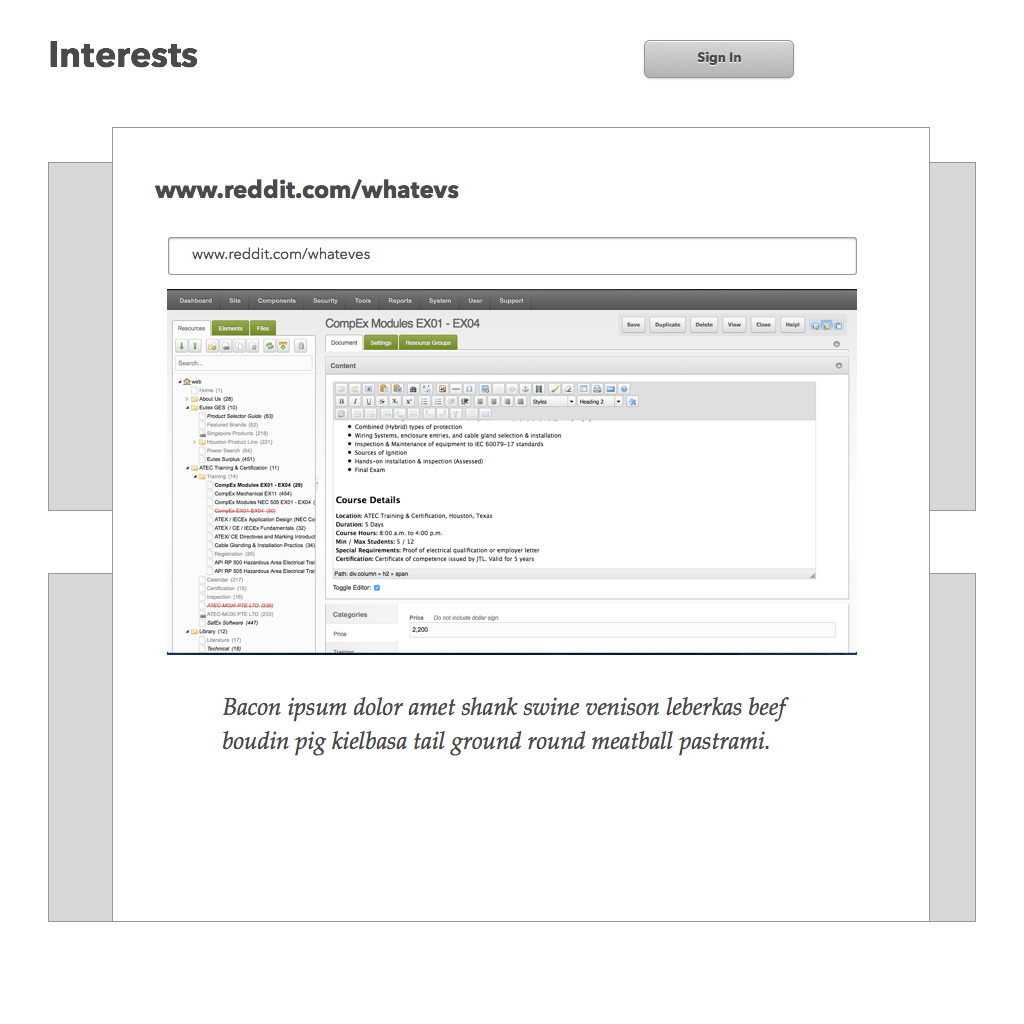 Interests
Sign In
www.reddit.com/whatevs
www.reddit.com/whateves
Dashboard Site Components Security Tools Reports System User Support
Resources Elements Files
Search...
web
Home (1)
About Us (26)
Eutex GES (10)
Product Selector Guide (63)
Featured Brands (62)
Singapore Products (218)
Houston Product Line (221)
Power Search (64)
Eutex Surplus (451)
ATEC Training & Certification (11)
Training (14)
CompEx Modules EX01 - EX04 (29)
CompEx Mechanical EX11 (454)
CompEx Modules NEC 505 EX01 - EX04 (
CompEx EX01-EX04 (30)
ATEX / IECEx Application Design (NEC Co
ATEX / CE / IECEx Fundamentals (32)
ATEX/ CE Directives and Marking Introduct
Cable Glanding & Installation Practice (34)
Registration (35)
API RP 500 Hazardous Area Electrical Trai
API RP 505 Hazardous Area Electrical Trai
Calendar (217)
Certification (15)
Inspection (16)
ATEC-MOXI PTE LTD (230)
ATEC-MOXI PTE LTD (233)
SafEx Software (447)
Library (12)
Literature (17)
Technical (18)
CompEx Modules EX01 - EX04
Save Duplicate Delete View Close Help!
Document Settings Resource Groups
Content
Styles Heading 2
Combined (Hybrid) types of protection
Wiring Systems, enclosure entries, and cable gland selection & installation
Inspection & Maintenance of equipment to IEC 60079-17 standards
Sources of Ignition
Hands-on installation & inspection (Assessed)
Final Exam
Course Details
Location: ATEC Training & Certification, Houston, Texas
Duration: 5 Days
Course Hours: 8:00 a.m. to 4:00 p.m.
Min / Max Students: 5 / 12
Special Requirements: Proof of electrical qualification or employer letter
Certification: Certificate of competence issued by JTL. Valid for 5 years
Path: div.column » h2 » span
Toggle Editor:
Categories
Price
Training
Price Do not include dollar sign
2,200
Bacon ipsum dolor amet shank swine venison leberkas beef
boudin pig kielbasa tail ground round meatball pastrami.